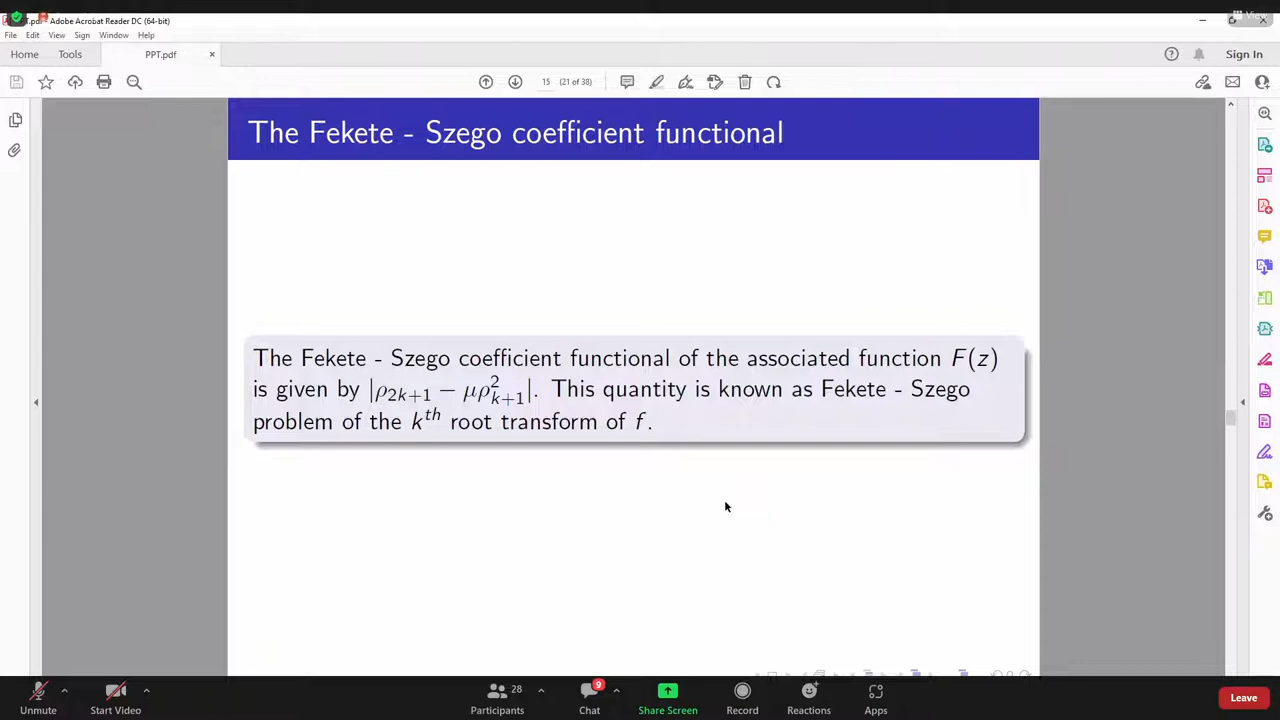 PPT.pdf - Adobe Acrobat Reader DC (64-bit)
View
File Edit View Sign Window Help
Home Tools PPT.pdf × Sign In
15 (21 of 38)
The Fekete - Szego coefficient functional
The Fekete - Szego coefficient functional of the associated function F(z)
is given by |ρ₂ₖ₊₁ − μρ²ₖ₊₁|. This quantity is known as Fekete - Szego
problem of the kᵗʰ root transform of f.
28 9
Unmute Start Video Participants Chat Share Screen Record Reactions Apps Leave